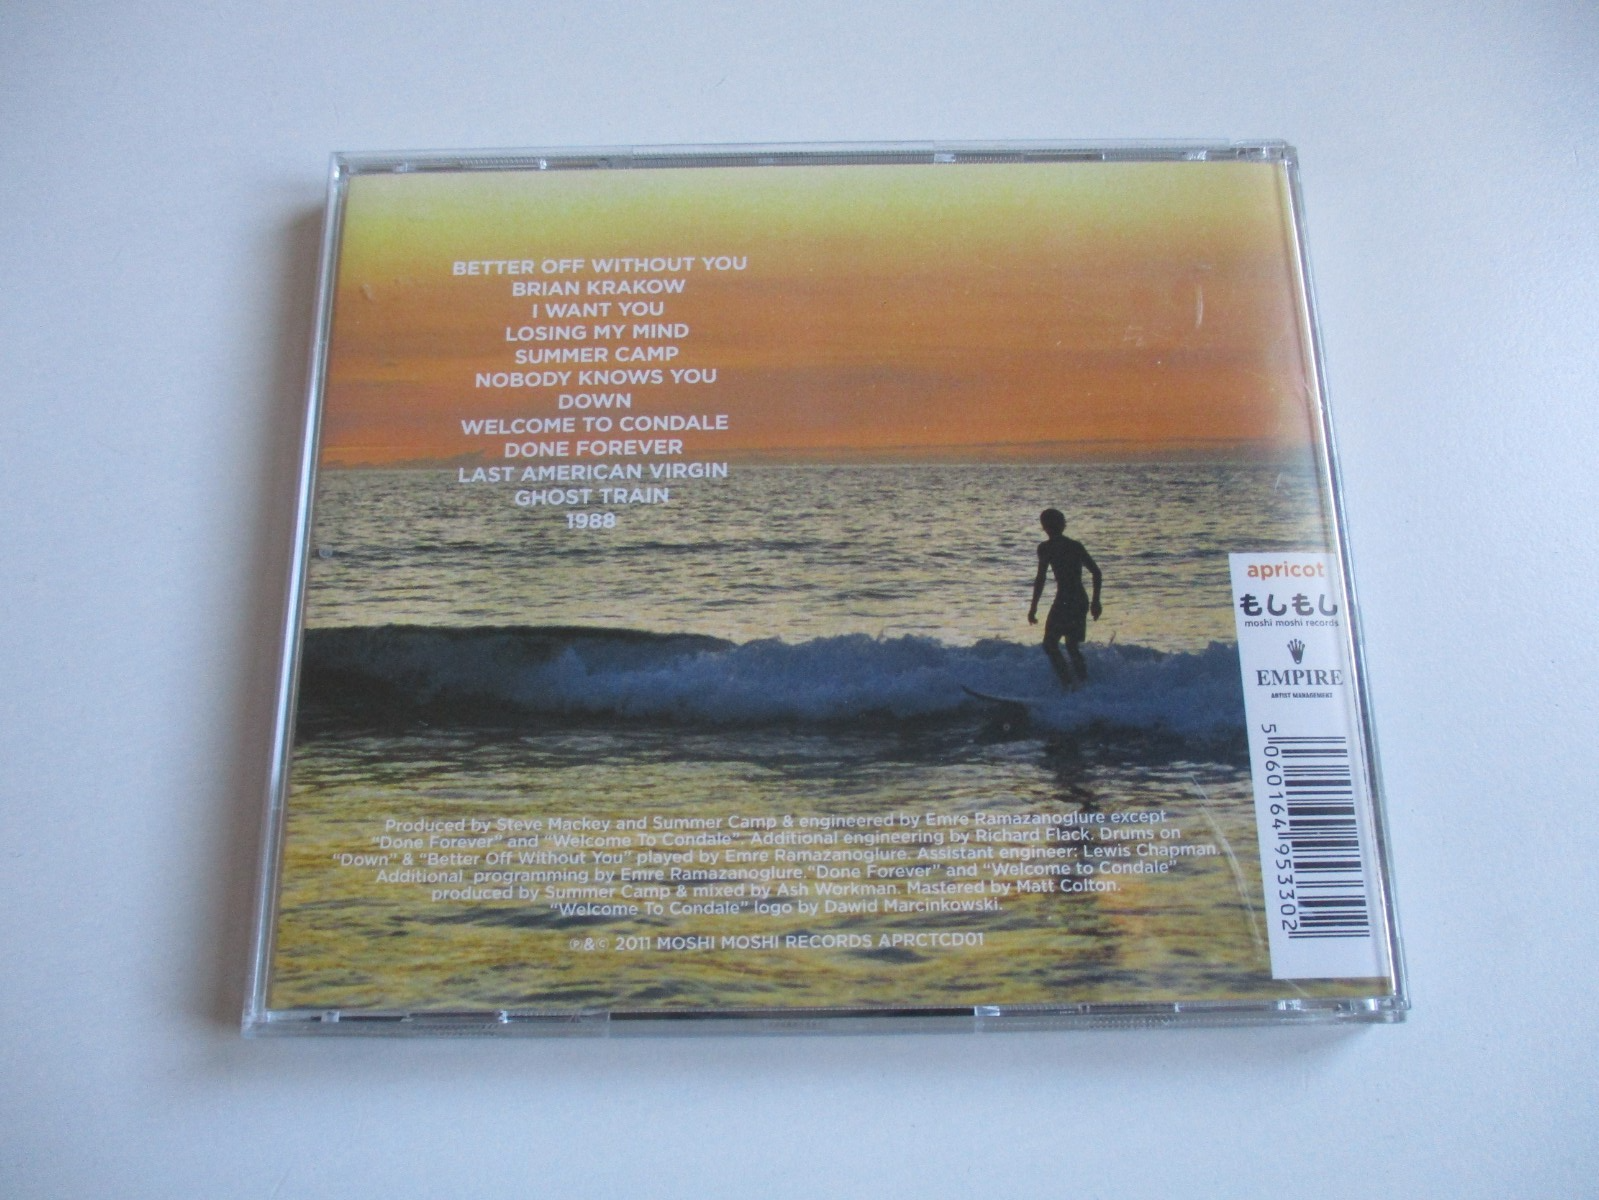 BETTER OFF WITHOUT YOU
BRIAN KRAKOW
I WANT YOU
LOSING MY MIND
SUMMER CAMP
NOBODY KNOWS YOU
DOWN
WELCOME TO CONDALE
DONE FOREVER
LAST AMERICAN VIRGIN
GHOST TRAIN
1988
apricot
もしもし
moshi moshi records
EMPIRE
ARTIST MANAGEMENT
5 060164 953302
Produced by Steve Mackey and Summer Camp & engineered by Emre Ramazanoglure except
"Done Forever" and "Welcome To Condale". Additional engineering by Richard Flack. Drums on
"Down" & "Better Off Without You" played by Emre Ramazanoglure. Assistant engineer: Lewis Chapman.
Additional programming by Emre Ramazanoglure."Done Forever" and "Welcome to Condale"
produced by Summer Camp & mixed by Ash Workman. Mastered by Matt Colton.
"Welcome To Condale" logo by Dawid Marcinkowski.
℗&© 2011 MOSHI MOSHI RECORDS APRCTCD01